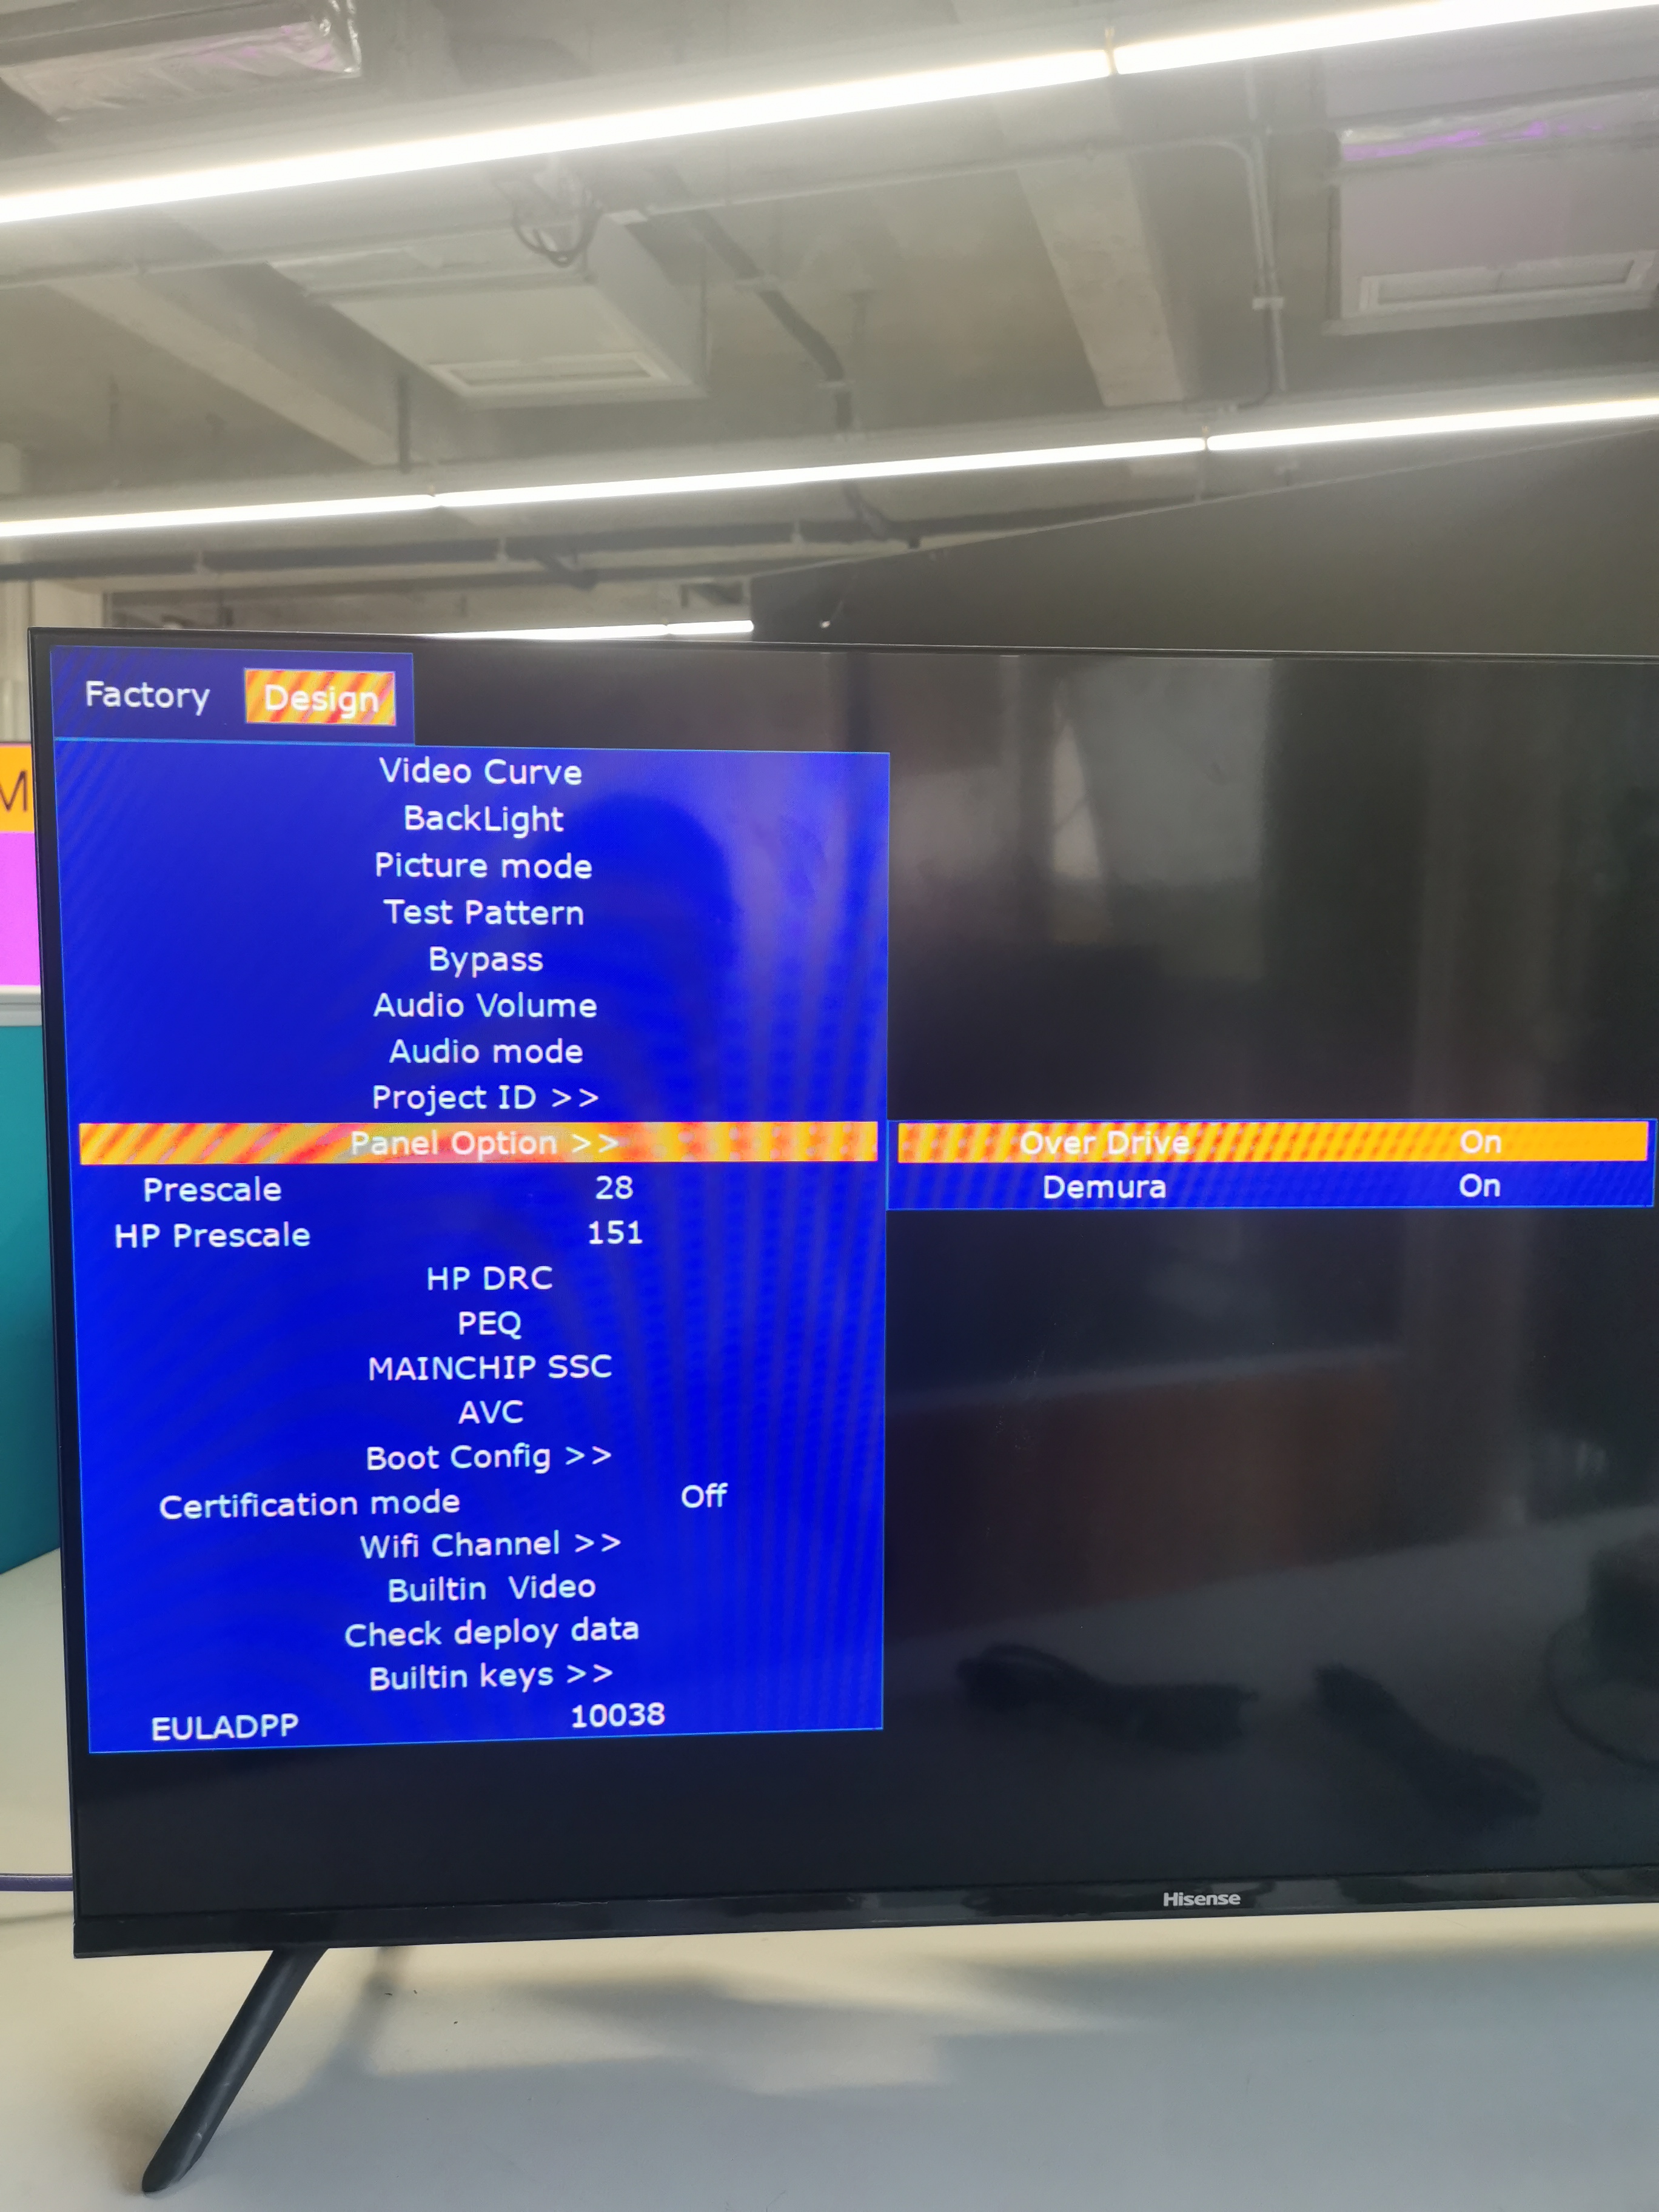 Factory Design
Video Curve
BackLight
Picture mode
Test Pattern
Bypass
Audio Volume
Audio mode
Project ID >>
Panel Option >> Over Drive On
Prescale 28 Demura On
HP Prescale 151
HP DRC
PEQ
MAINCHIP SSC
AVC
Boot Config >>
Certification mode Off
Wifi Channel >>
Builtin Video
Check deploy data
Builtin keys >>
EULADPP 10038
Hisense
M